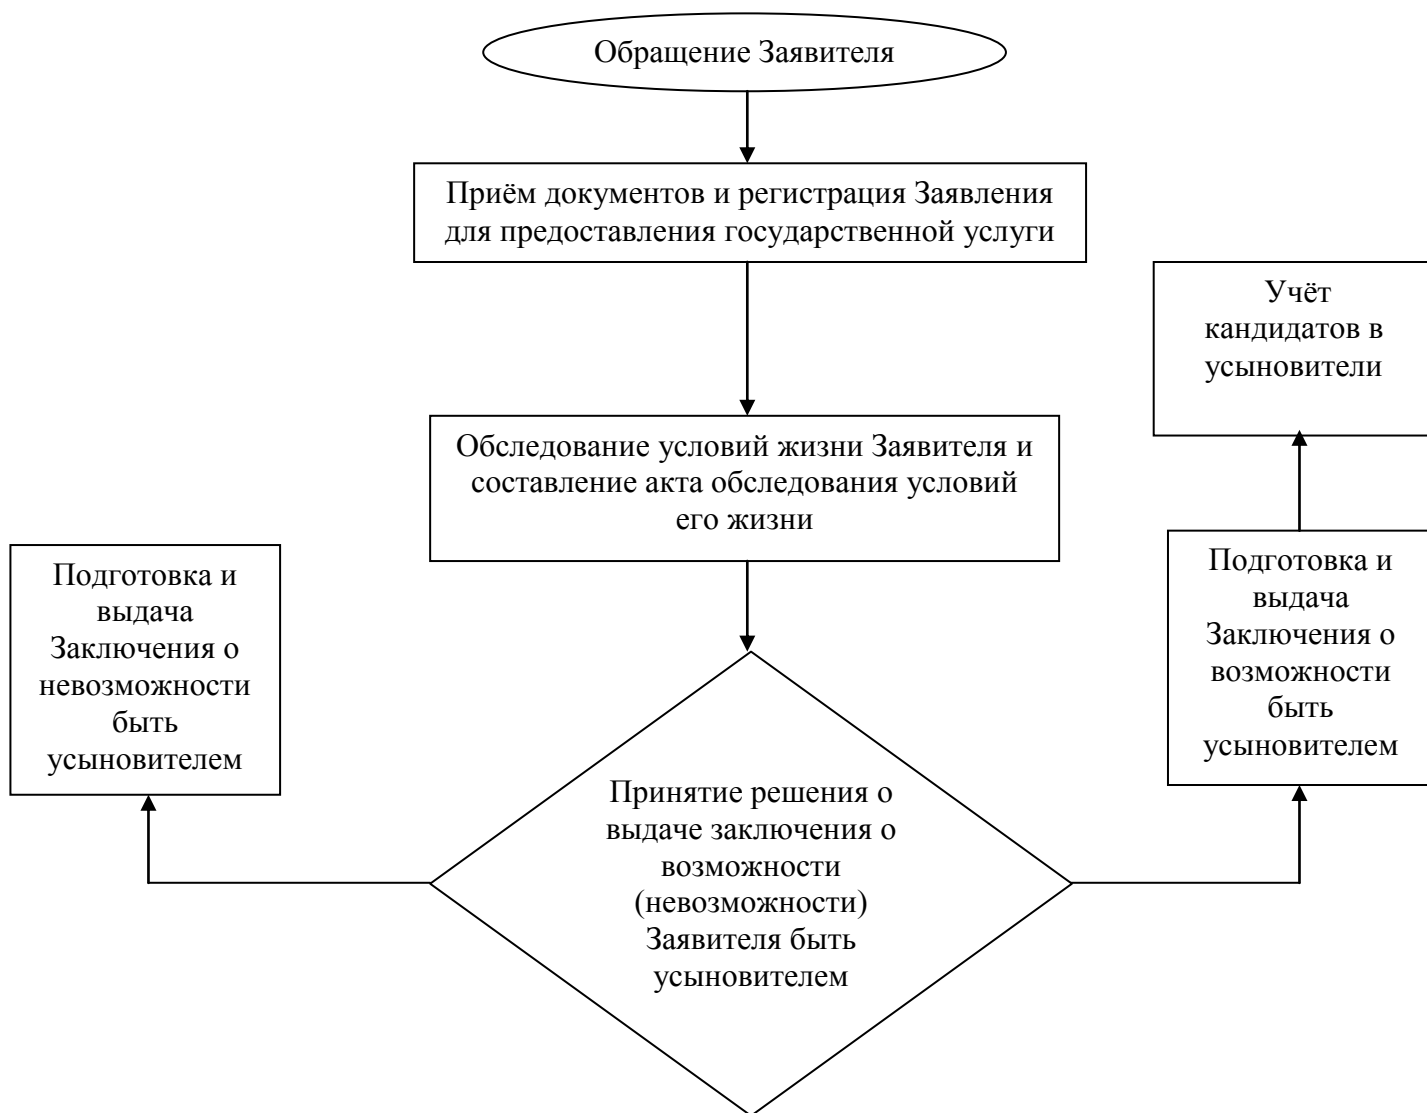 Обращение Заявителя
Приём документов и регистрация Заявления
для предоставления государственной услуги
Учёт
кандидатов в
усыновители
Обследование условий жизни Заявителя и
составление акта обследования условий
его жизни
Подготовка и
выдача
Заключения о
невозможности
быть
усыновителем
Подготовка и
выдача
Заключения о
возможности
быть
усыновителем
Принятие решения о
выдаче заключения о
возможности
(невозможности)
Заявителя быть
усыновителем